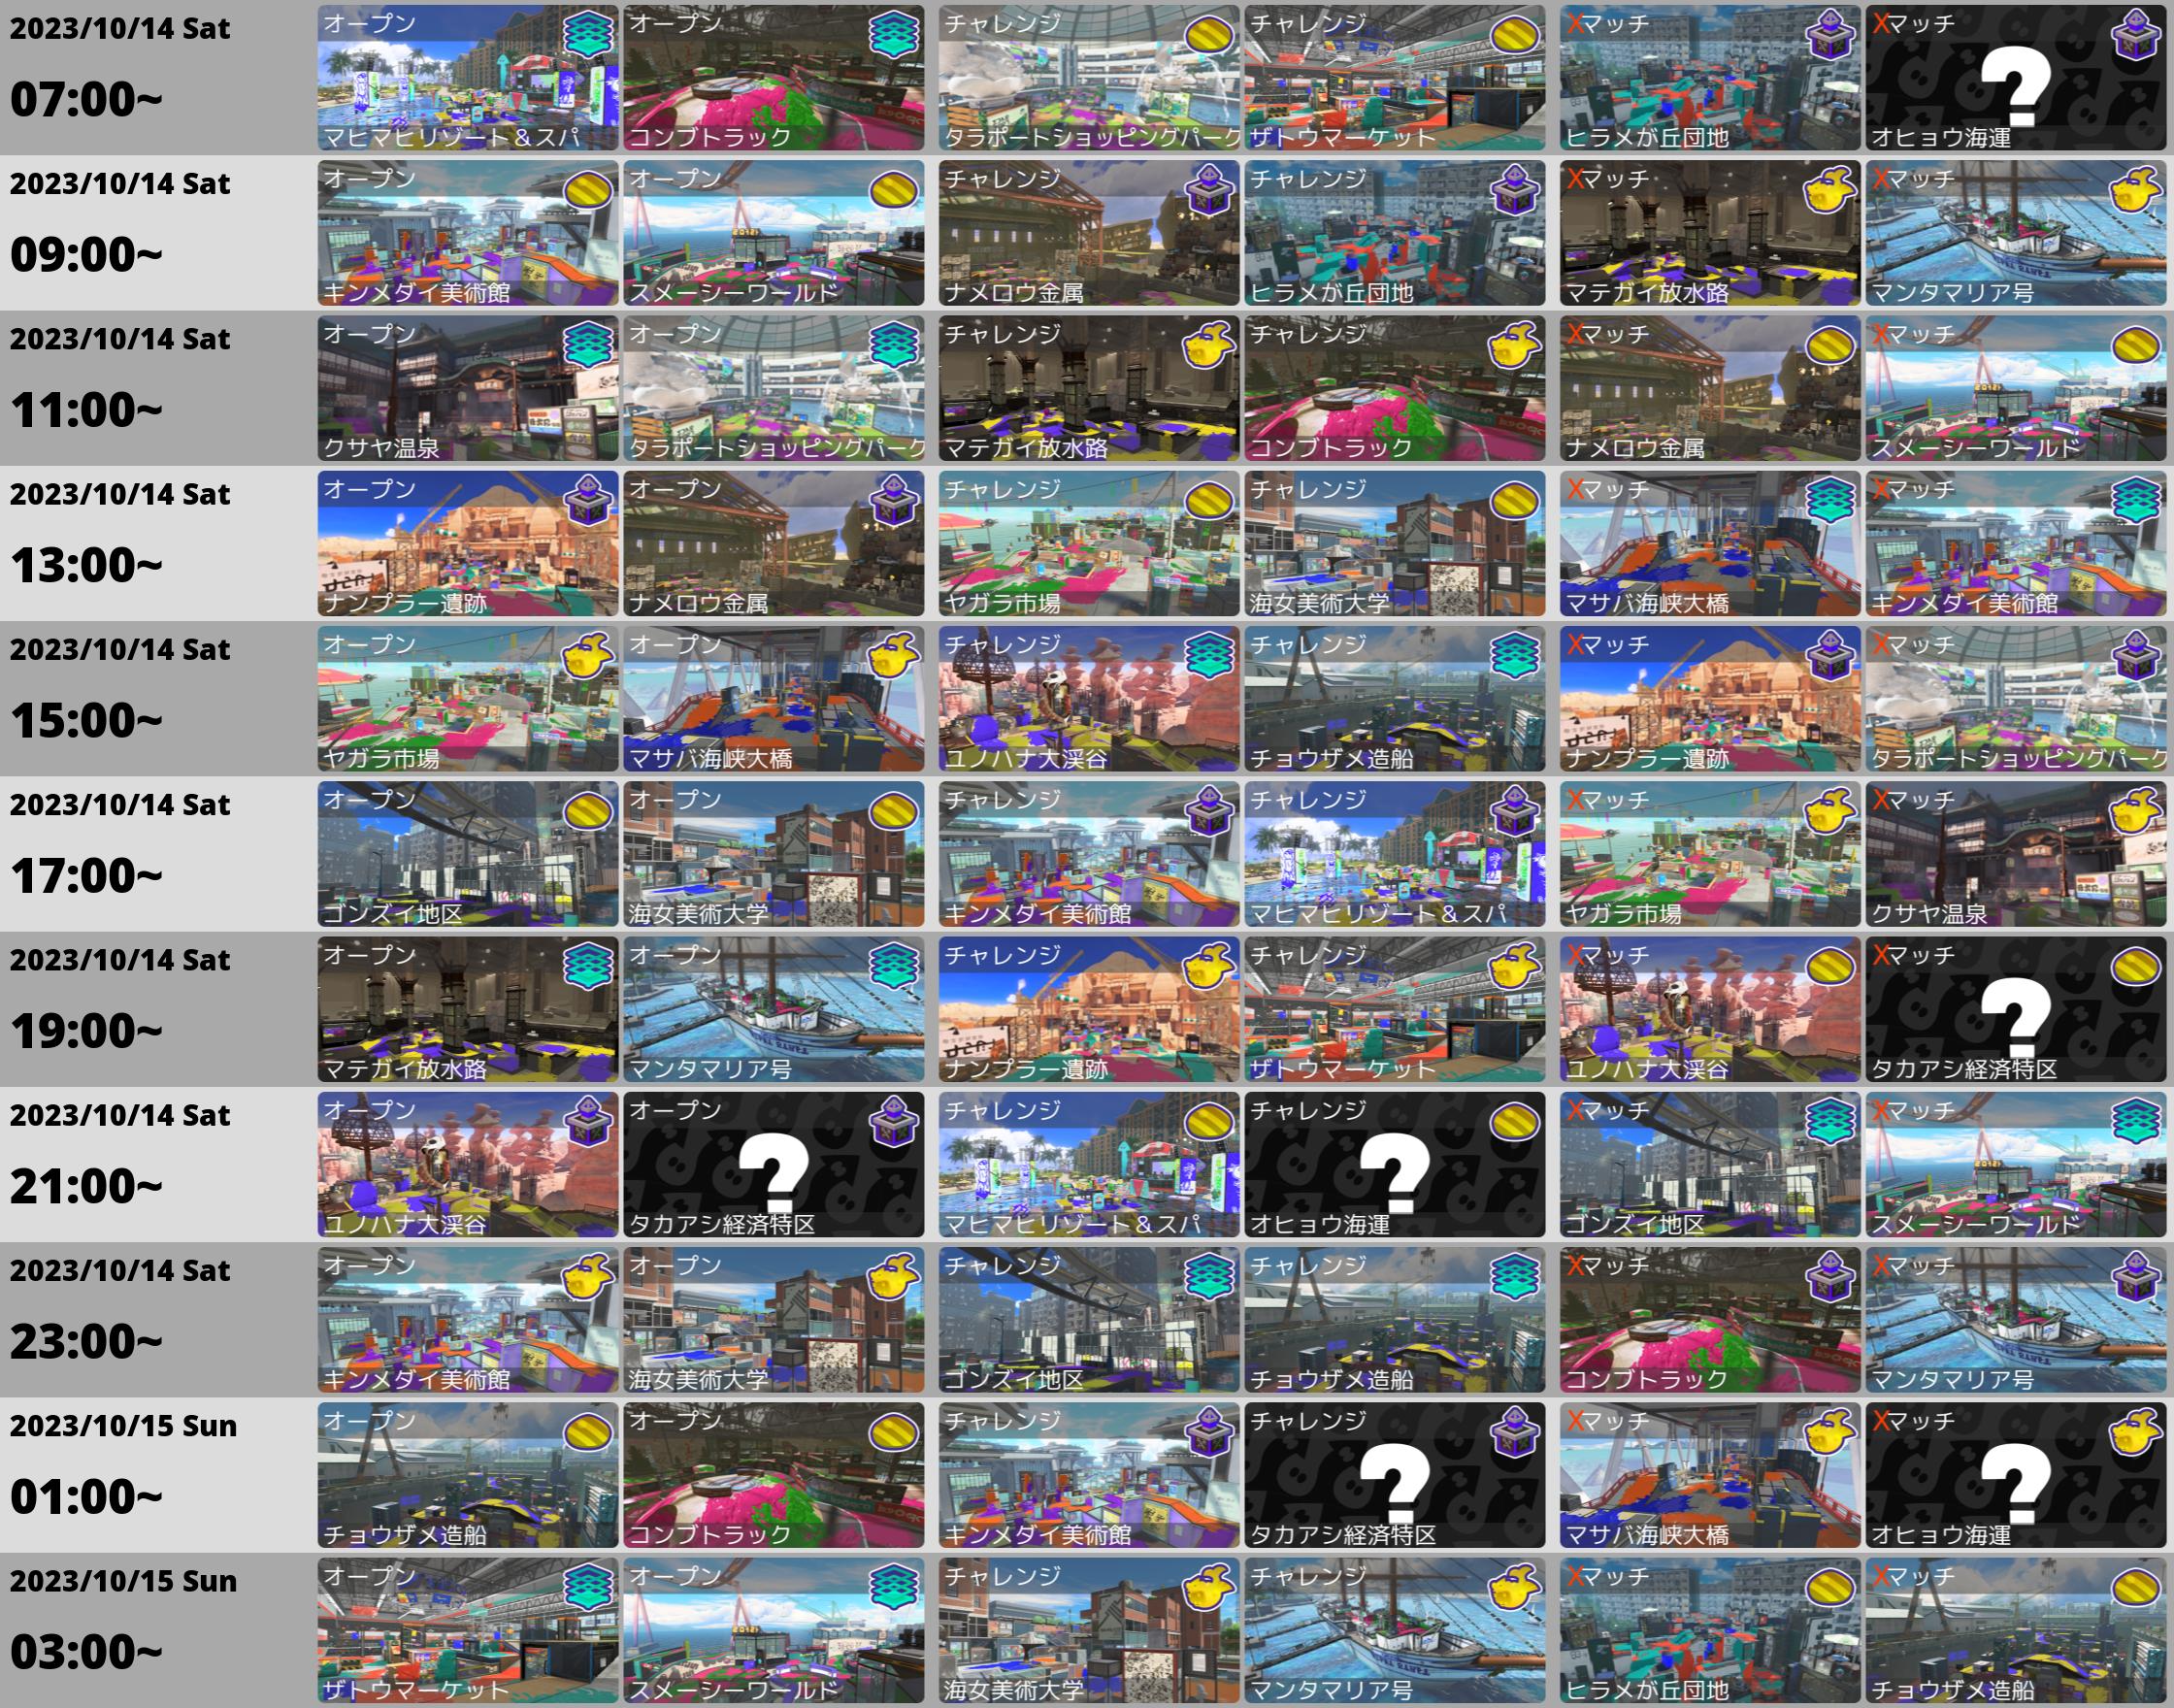 2023/10/14 Sat
07:00~
オープン
マヒマヒリゾート＆スパ
オープン
コンブトラック
チャレンジ
タラポートショッピングパーク
チャレンジ
ザトウマーケット
Xマッチ
ヒラメが丘団地
Xマッチ
?
オヒョウ海運
2023/10/14 Sat
09:00~
オープン
キンメダイ美術館
オープン
スメーシーワールド
チャレンジ
ナメロウ金属
チャレンジ
ヒラメが丘団地
Xマッチ
マテガイ放水路
Xマッチ
マンタマリア号
2023/10/14 Sat
11:00~
オープン
クサヤ温泉
オープン
タラポートショッピングパーク
チャレンジ
マテガイ放水路
チャレンジ
コンブトラック
Xマッチ
ナメロウ金属
Xマッチ
スメーシーワールド
2023/10/14 Sat
13:00~
オープン
ナンプラー遺跡
オープン
ナメロウ金属
チャレンジ
ヤガラ市場
チャレンジ
海女美術大学
Xマッチ
マサバ海峡大橋
Xマッチ
キンメダイ美術館
2023/10/14 Sat
15:00~
オープン
ヤガラ市場
オープン
マサバ海峡大橋
チャレンジ
ユノハナ大渓谷
チャレンジ
チョウザメ造船
Xマッチ
ナンプラー遺跡
Xマッチ
タラポートショッピングパーク
2023/10/14 Sat
17:00~
オープン
ゴンズイ地区
オープン
海女美術大学
チャレンジ
キンメダイ美術館
チャレンジ
マヒマヒリゾート＆スパ
Xマッチ
ヤガラ市場
Xマッチ
クサヤ温泉
2023/10/14 Sat
19:00~
オープン
マテガイ放水路
オープン
マンタマリア号
チャレンジ
ナンプラー遺跡
チャレンジ
ザトウマーケット
Xマッチ
ユノハナ大渓谷
Xマッチ
?
タカアシ経済特区
2023/10/14 Sat
21:00~
オープン
ユノハナ大渓谷
オープン
?
タカアシ経済特区
チャレンジ
マヒマヒリゾート＆スパ
チャレンジ
?
オヒョウ海運
Xマッチ
ゴンズイ地区
Xマッチ
スメーシーワールド
2023/10/14 Sat
23:00~
オープン
キンメダイ美術館
オープン
海女美術大学
チャレンジ
ゴンズイ地区
チャレンジ
チョウザメ造船
Xマッチ
コンブトラック
Xマッチ
マンタマリア号
2023/10/15 Sun
01:00~
オープン
チョウザメ造船
オープン
コンブトラック
チャレンジ
キンメダイ美術館
チャレンジ
?
タカアシ経済特区
Xマッチ
マサバ海峡大橋
Xマッチ
?
オヒョウ海運
2023/10/15 Sun
03:00~
オープン
ザトウマーケット
オープン
スメーシーワールド
チャレンジ
海女美術大学
チャレンジ
マンタマリア号
Xマッチ
ヒラメが丘団地
Xマッチ
チョウザメ造船